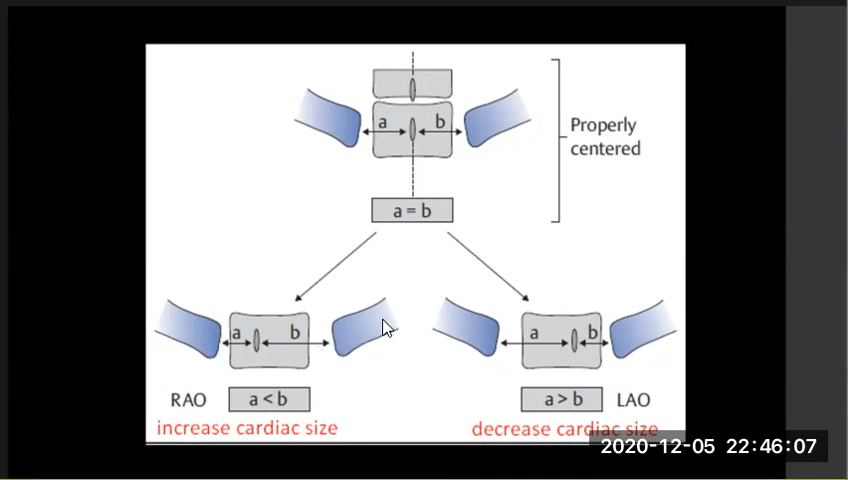 a b
Properly
centered
a = b
a b
a b
RAO a < b
a > b LAO
increase cardiac size
decrease cardiac size
2020-12-05 22:46:07